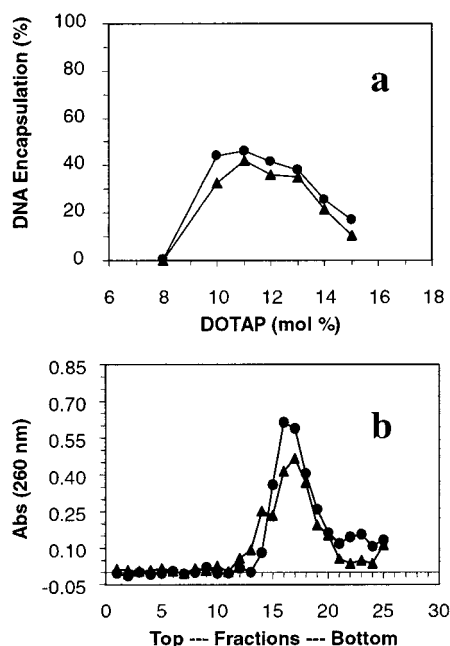 100
80
60
40
20
0
DNA Encapsulation (%)
a
6 8 10 12 14 16 18
DOTAP (mol %)
0.85
0.70
0.55
0.40
0.25
0.10
-0.05
Abs (260 nm)
b
0 5 10 15 20 25 30
Top --- Fractions --- Bottom